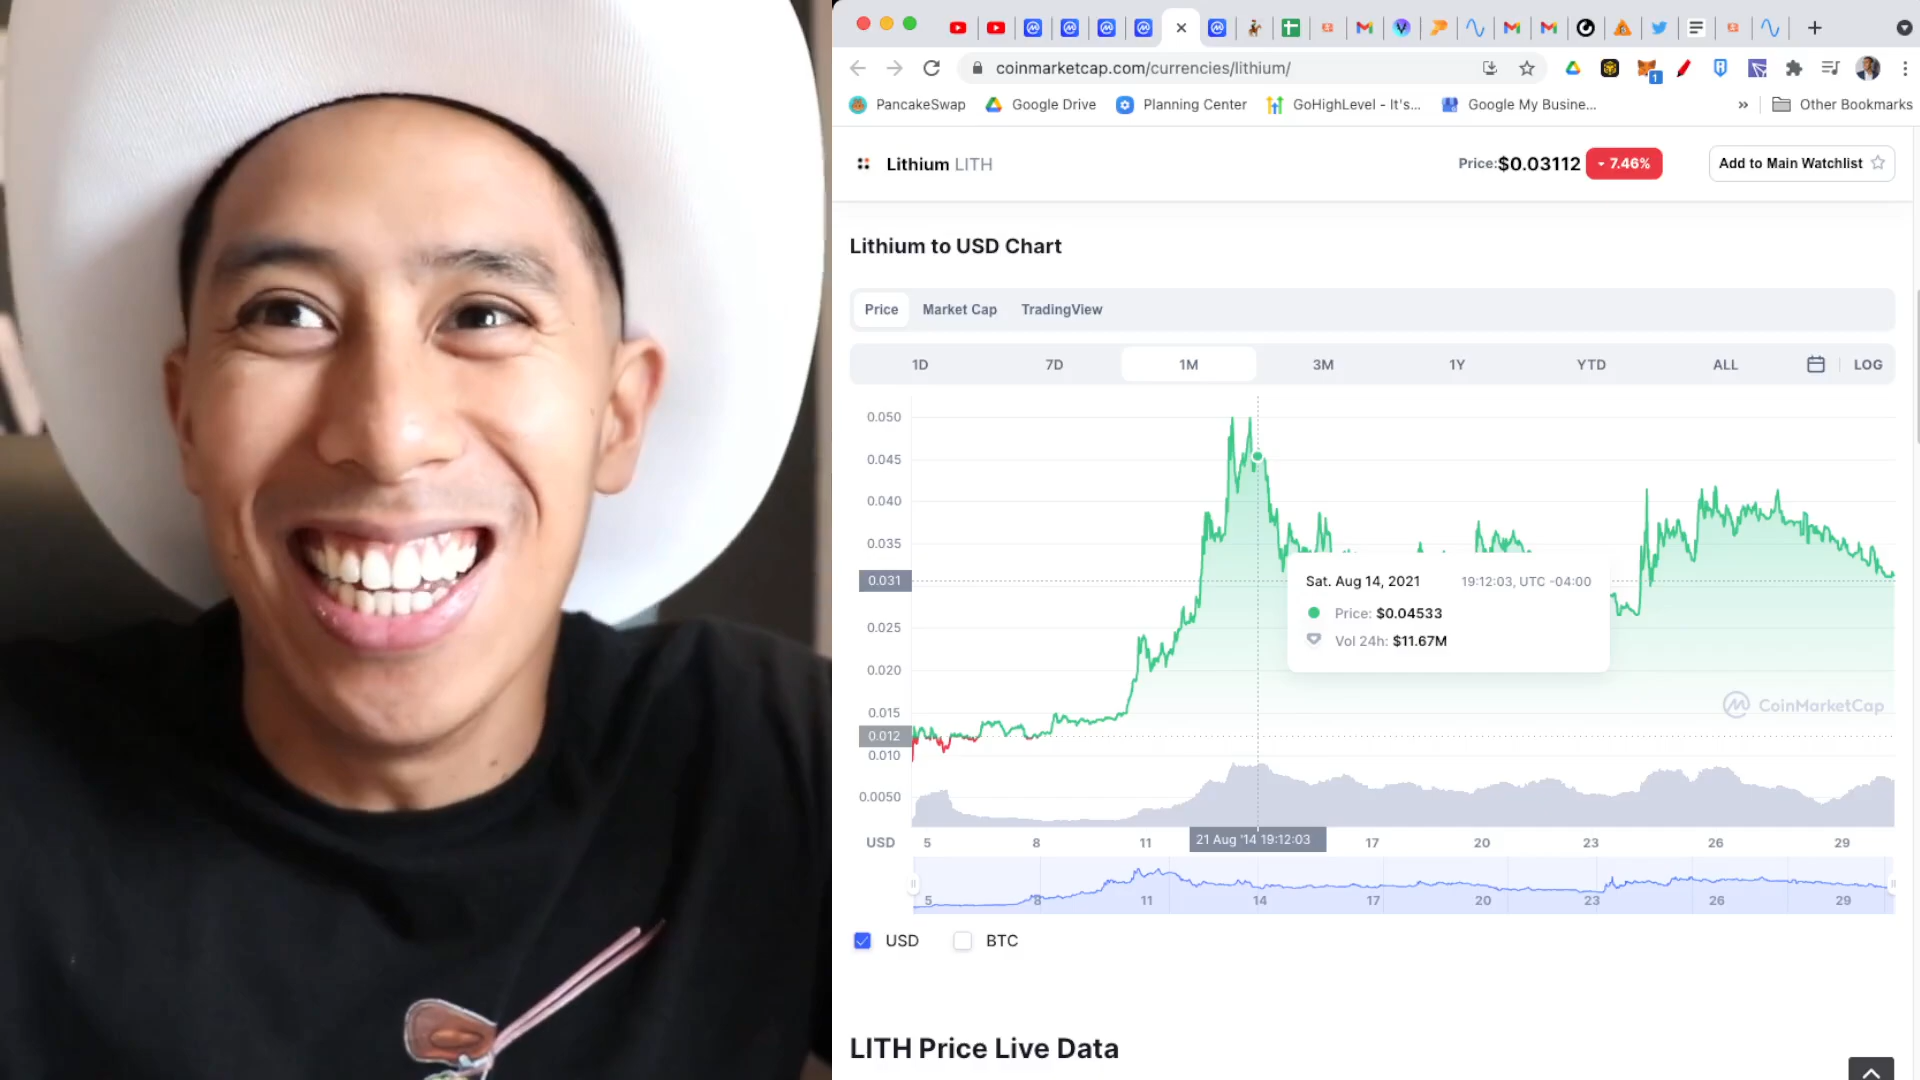 coinmarketcap.com/currencies/lithium/
1
PancakeSwap Google Drive Planning Center GoHighLevel - It's... Google My Busine... » Other Bookmarks
Lithium LITH Price:$0.03112 7.46% Add to Main Watchlist
Lithium to USD Chart
Price Market Cap TradingView
1D 7D 1M 3M 1Y YTD ALL LOG
0.050
0.045
0.040
0.035
0.031
0.025
0.020
0.015
0.012
0.010
0.0050
Sat. Aug 14, 2021 19:12:03, UTC -04:00
Price: $0.04533
Vol 24h: $11.67M
CoinMarketCap
USD 5 8 11 21 Aug '14 19:12:03 17 20 23 26 29
5 8 11 14 17 20 23 26 29
USD BTC
LITH Price Live Data